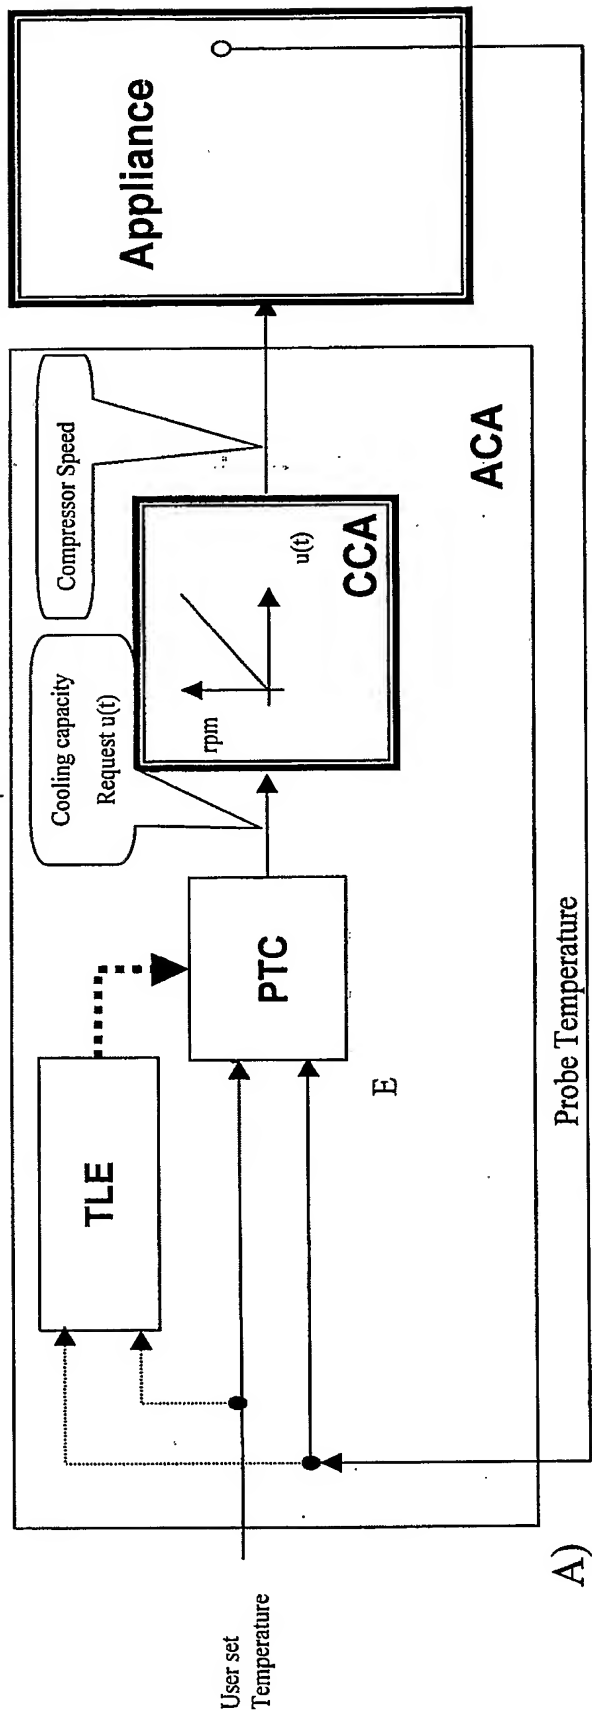 User set
Temperature
TLE
PTC
E
Cooling capacity
Request u(t)
rpm
u(t)
CCA
Compressor Speed
ACA
Appliance
Probe Temperature
A)